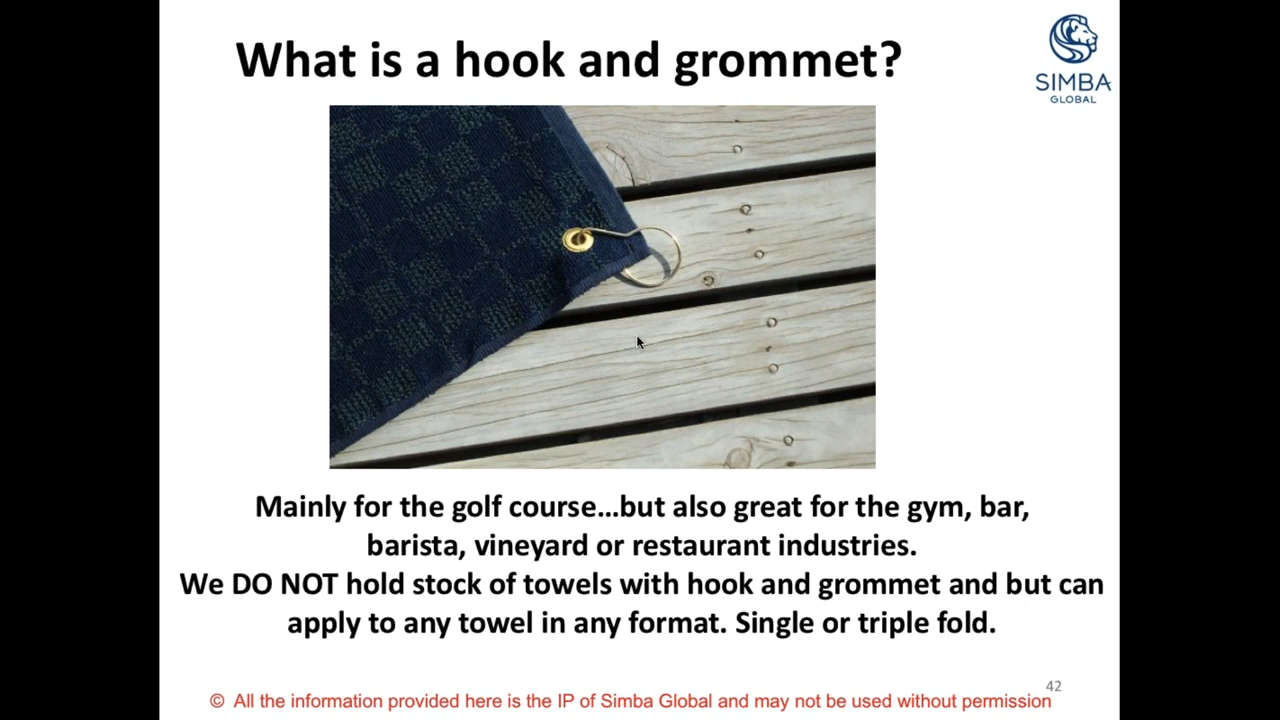 What is a hook and grommet?
SIMBA
GLOBAL
Mainly for the golf course...but also great for the gym, bar,
barista, vineyard or restaurant industries.
We DO NOT hold stock of towels with hook and grommet and but can
apply to any towel in any format. Single or triple fold.
42
© All the information provided here is the IP of Simba Global and may not be used without permission